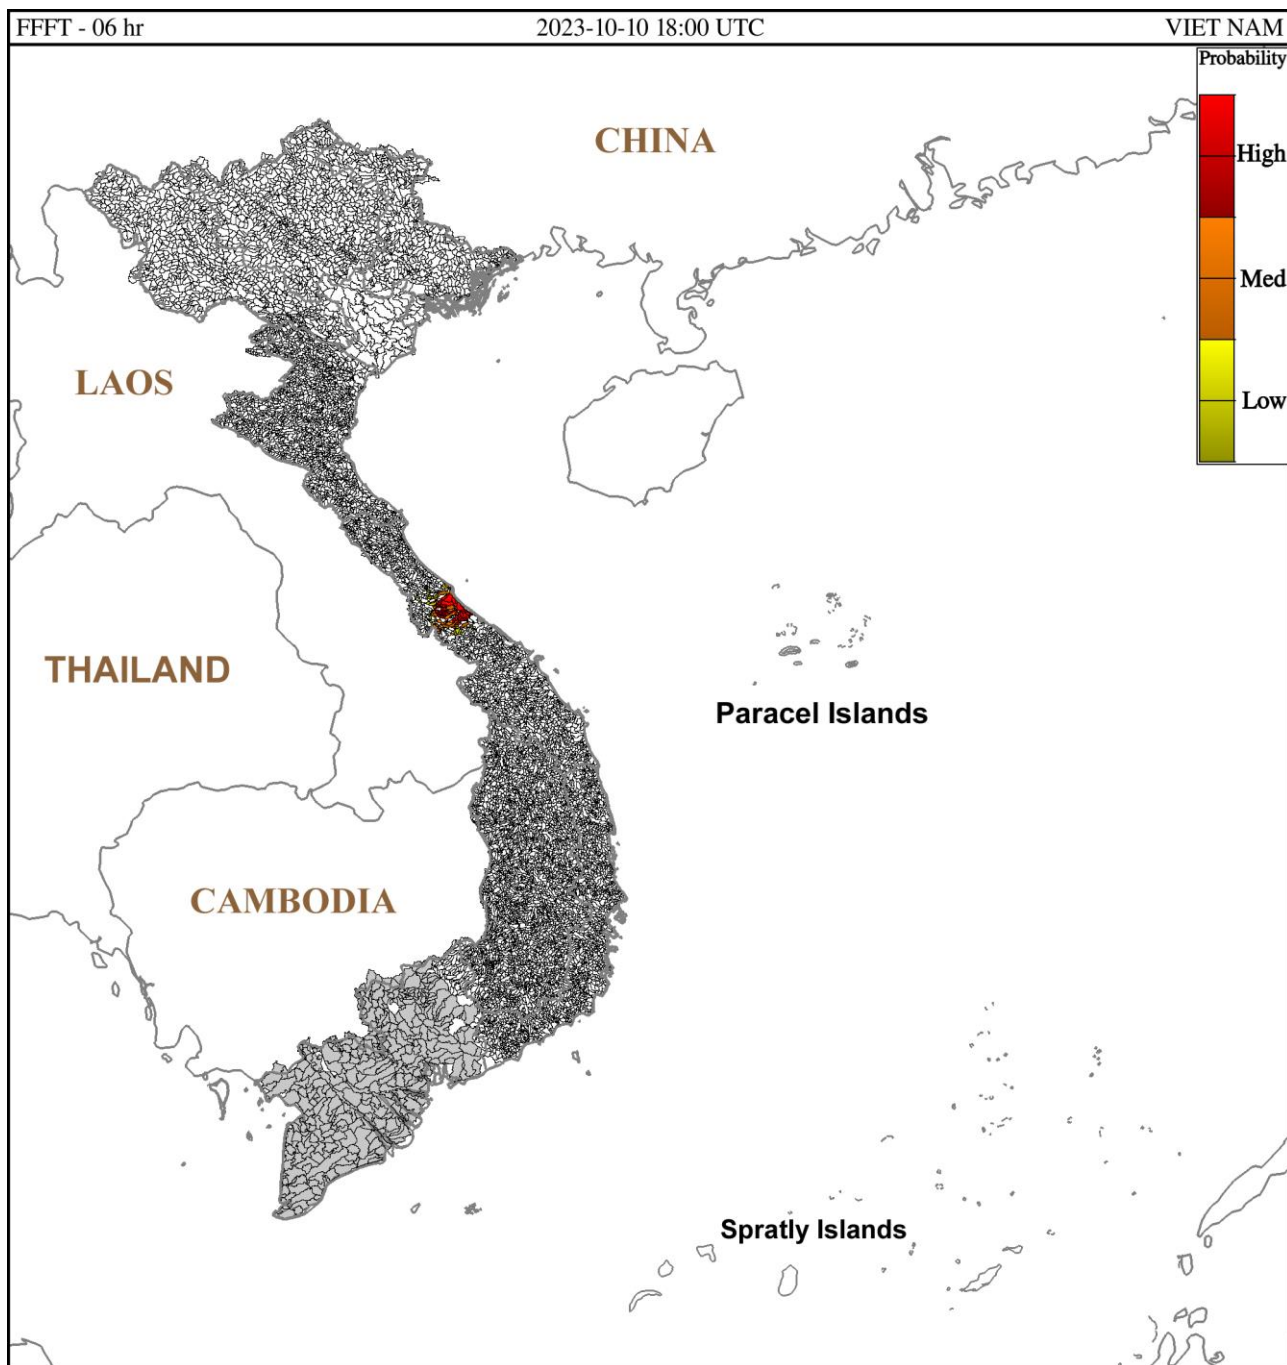 FFFT - 06 hr
2023-10-10 18:00 UTC
VIET NAM
Probability
CHINA
High
Med
LAOS
Low
THAILAND
Paracel Islands
CAMBODIA
Spratly Islands